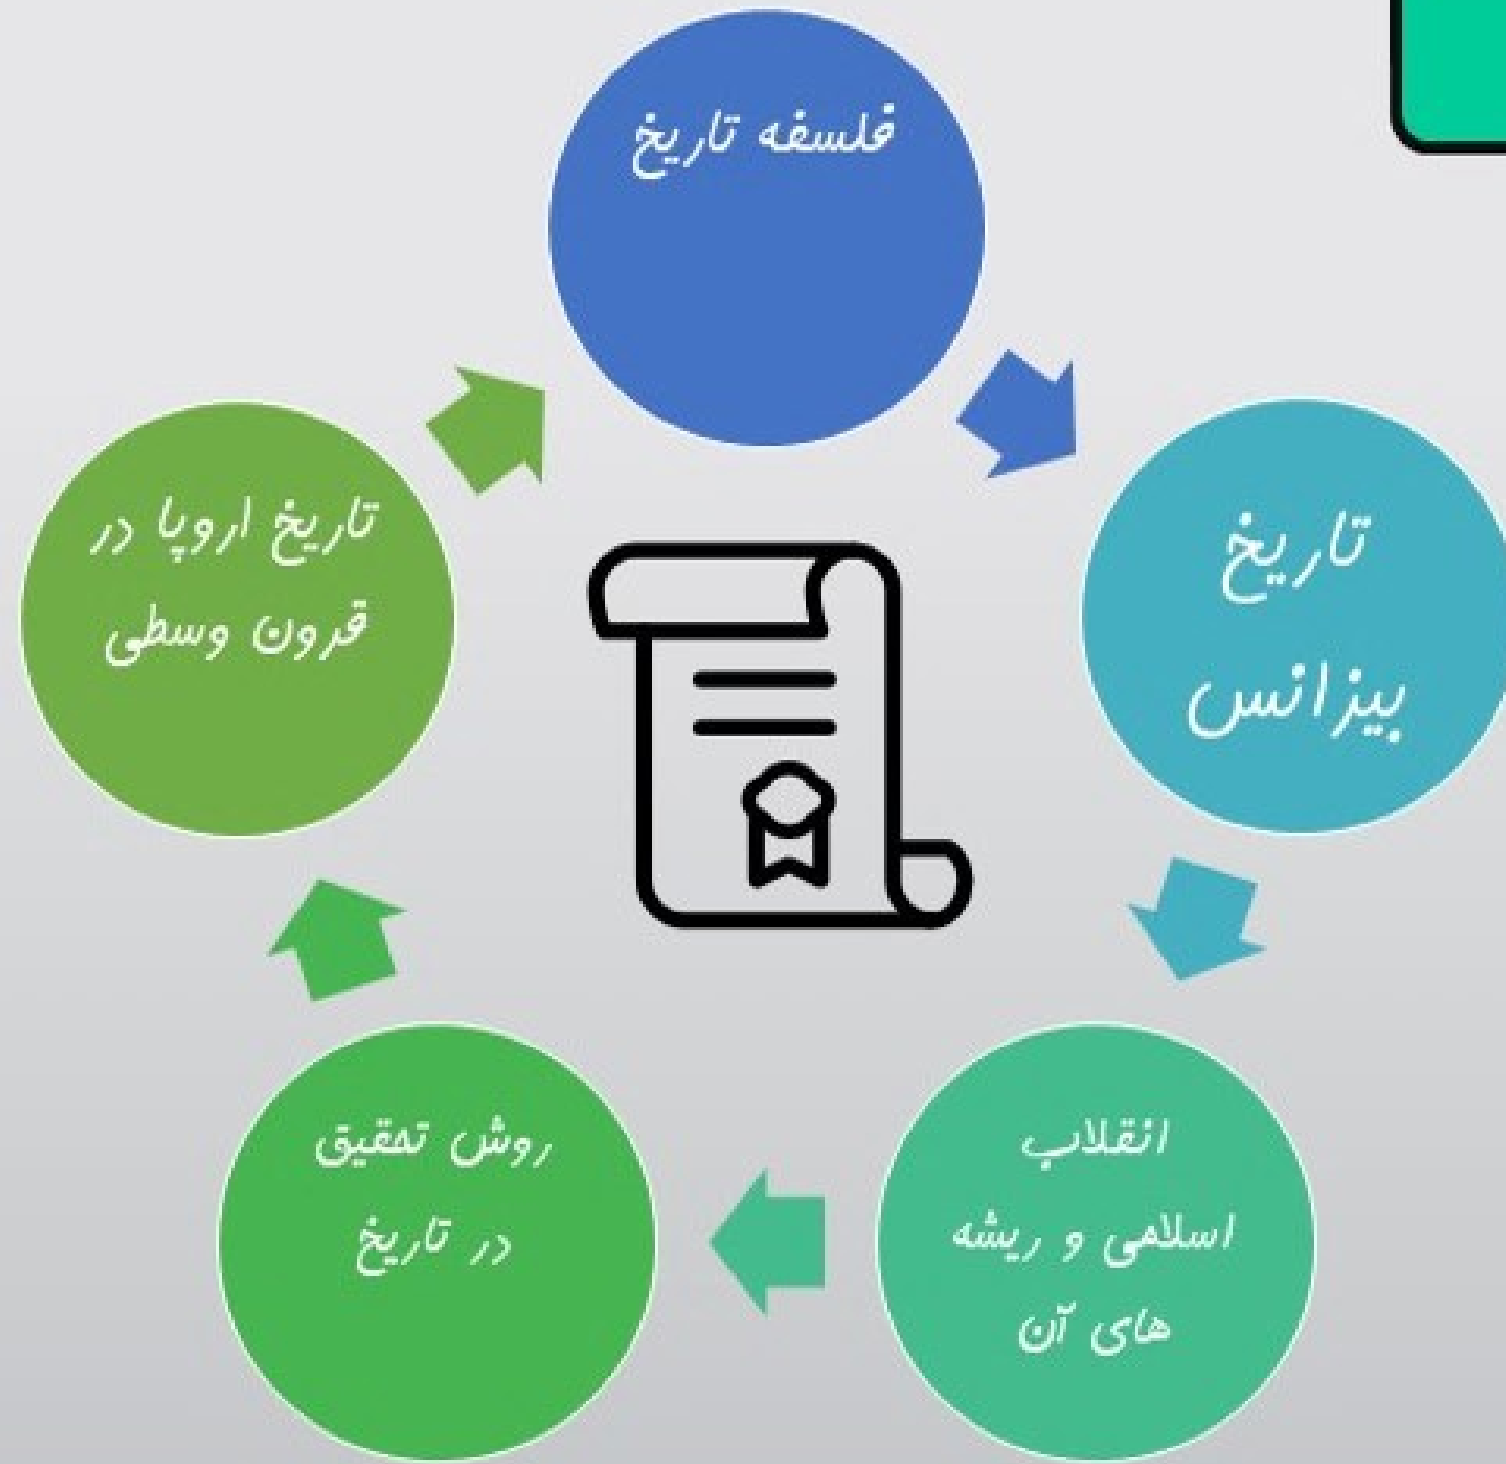 فلسفه تاریخ
تاریخ
بیزانس
انقلاب
اسلامی و ریشه
های آن
روش تحقیق
در تاریخ
تاریخ اروپا در
قرون وسطی